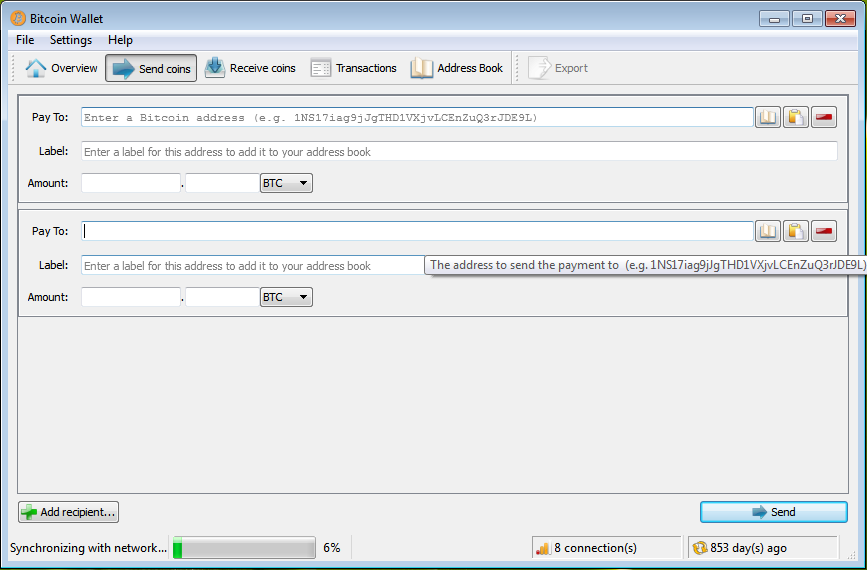 Bitcoin Wallet
File Settings Help
Overview Send coins Receive coins Transactions Address Book Export
Pay To: Enter a Bitcoin address (e.g. 1NS17iag9jJgTHD1VXjvLCEnZuQ3rJDE9L)
Label: Enter a label for this address to add it to your address book
Amount: . BTC
Pay To:
Label: Enter a label for this address to add it to your address book
The address to send the payment to (e.g. 1NS17iag9jJgTHD1VXjvLCEnZuQ3rJDE9L)
Amount: . BTC
Add recipient... Send
Synchronizing with network... 6% 8 connection(s) 853 day(s) ago